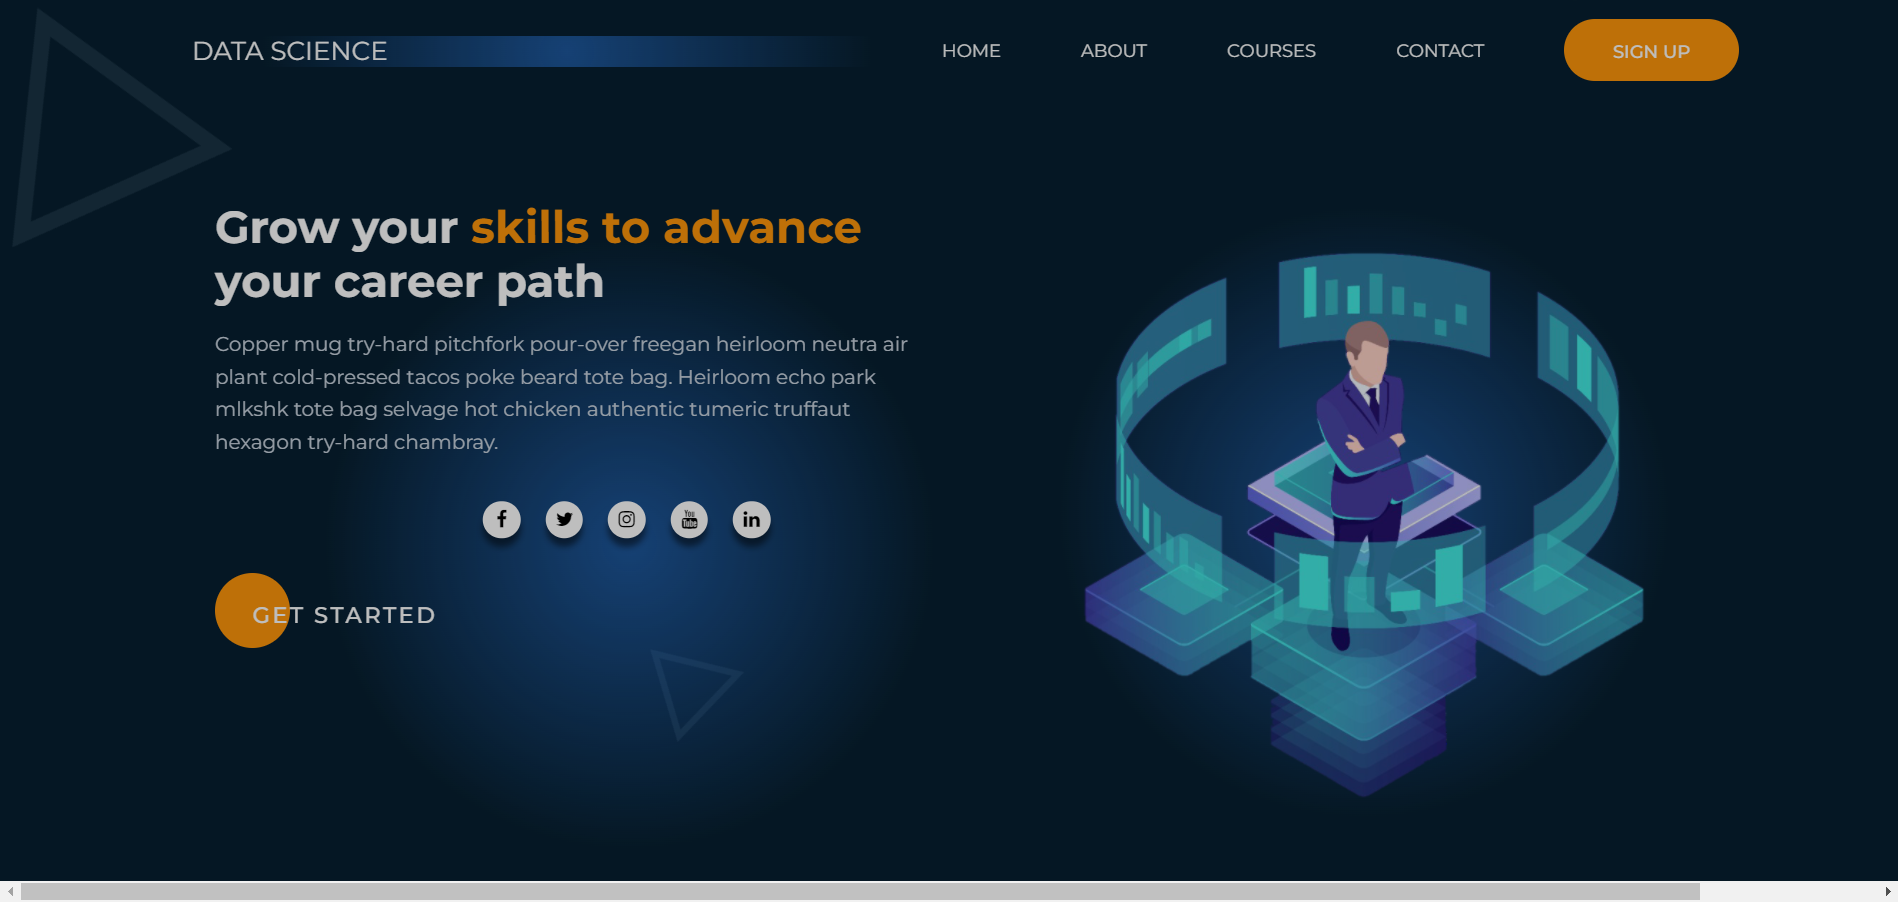 DATA SCIENCE
HOME
ABOUT
COURSES
CONTACT
SIGN UP
Grow your skills to advance
your career path
Copper mug try-hard pitchfork pour-over freegan heirloom neutra air
plant cold-pressed tacos poke beard tote bag. Heirloom echo park
mlkshk tote bag selvage hot chicken authentic tumeric truffaut
hexagon try-hard chambray.
You
Tube
GET STARTED